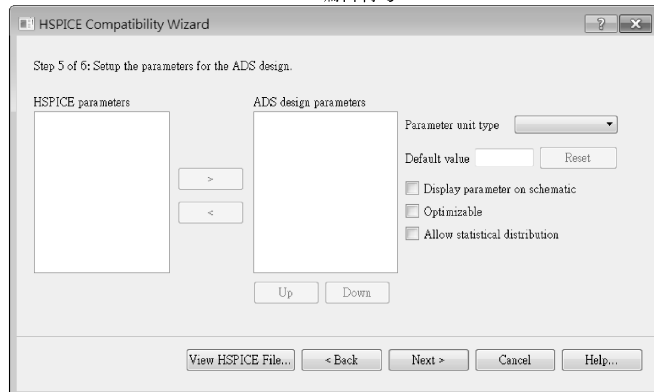 HSPICE Compatibility Wizard
Step 5 of 6: Setup the parameters for the ADS design.
HSPICE parameters
ADS design parameters
Parameter unit type
Default value
Reset
>
Display parameter on schematic
<
Optimizable
Allow statistical distribution
Up
Down
View HSPICE File...
< Back
Next >
Cancel
Help...